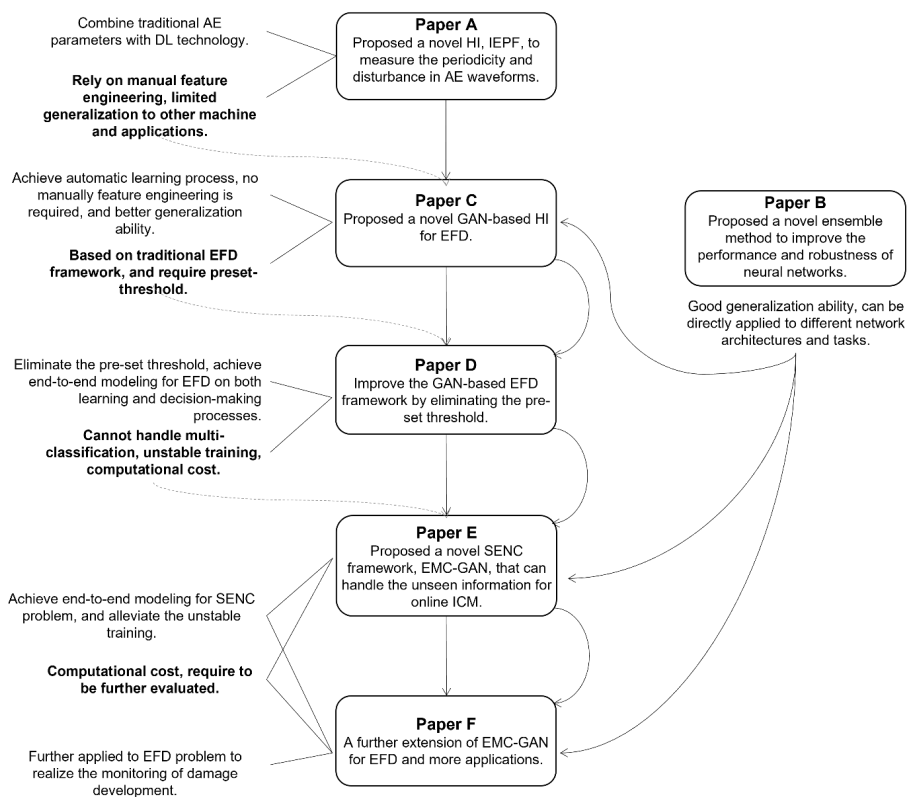 Combine traditional AE
parameters with DL technology.
Rely on manual feature
engineering, limited
generalization to other machine
and applications.
Paper A
Proposed a novel HI, IEPF, to
measure the periodicity and
disturbance in AE waveforms.
Achieve automatic learning process, no
manually feature engineering is
required, and better generalization
ability.
Based on traditional EFD
framework, and require preset-
threshold.
Paper C
Proposed a novel GAN-based HI
for EFD.
Paper B
Proposed a novel ensemble
method to improve the
performance and robustness of
neural networks.
Good generalization ability, can be
directly applied to different network
architectures and tasks.
Eliminate the pre-set threshold, achieve
end-to-end modeling for EFD on both
learning and decision-making
processes.
Cannot handle multi-
classification, unstable training,
computational cost.
Paper D
Improve the GAN-based EFD
framework by eliminating the pre-
set threshold.
Paper E
Proposed a novel SENC
framework, EMC-GAN, that can
handle the unseen information for
online ICM.
Achieve end-to-end modeling for SENC
problem, and alleviate the unstable
training.
Computational cost, require to
be further evaluated.
Further applied to EFD problem to
realize the monitoring of damage
development.
Paper F
A further extension of EMC-GAN
for EFD and more applications.